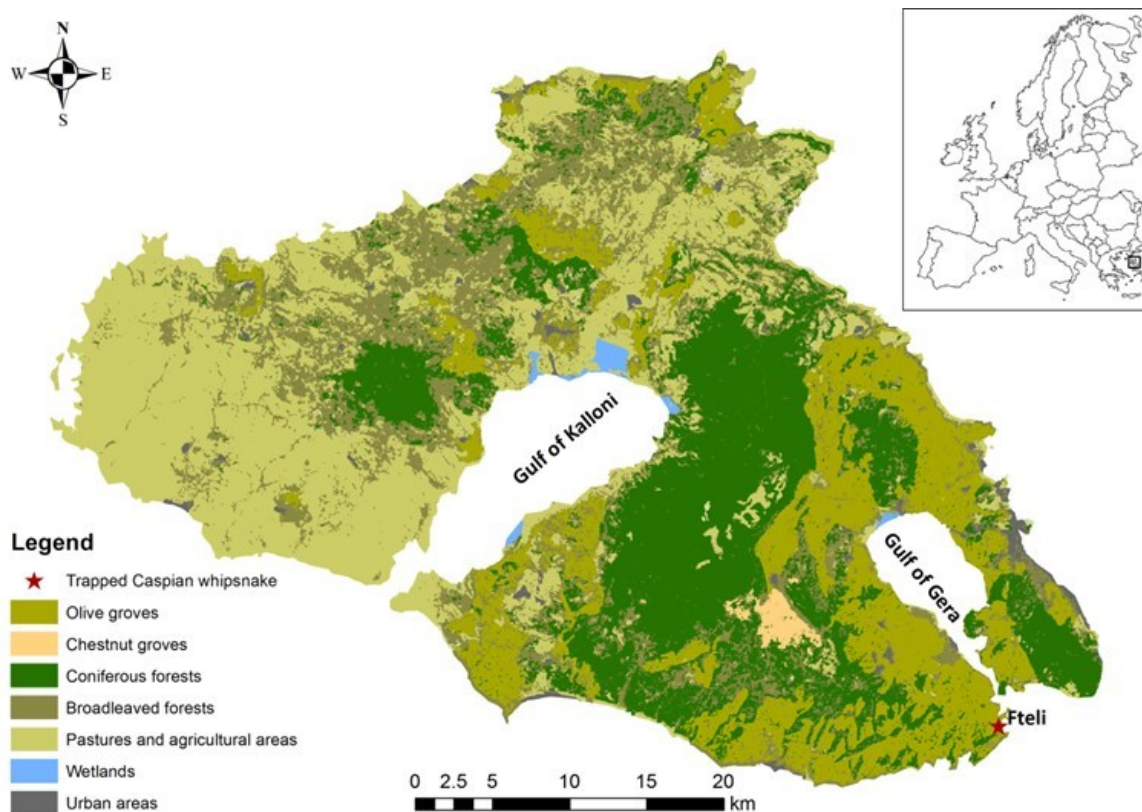 N
W E
S
Gulf of Kalloni
Gulf of Gera
Fteli
Legend
Trapped Caspian whipsnake
Olive groves
Chestnut groves
Coniferous forests
Broadleaved forests
Pastures and agricultural areas
Wetlands
Urban areas
0 2.5 5 10 15 20
km